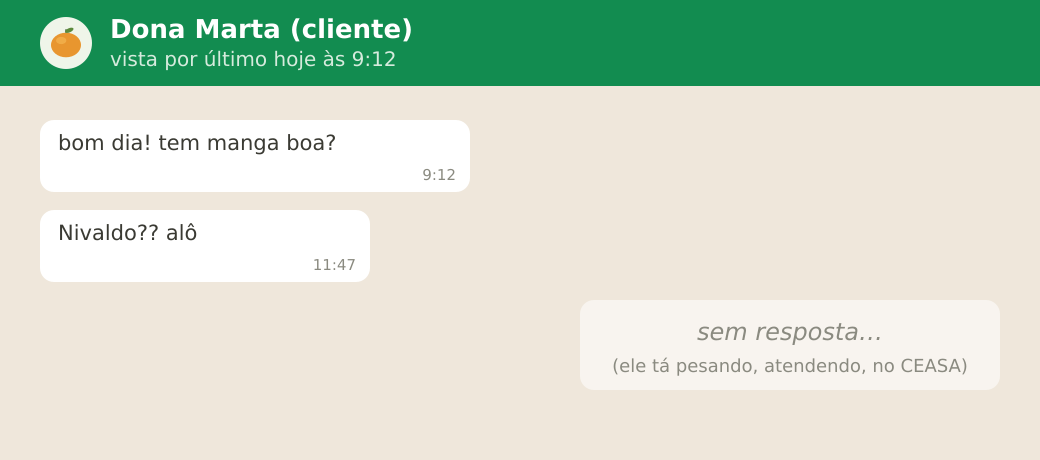 Dona Marta (cliente)
vista por último hoje às 9:12
bom dia! tem manga boa?
9:12
Nivaldo?? alô
11:47
sem resposta...
(ele tá pesando, atendendo, no CEASA)